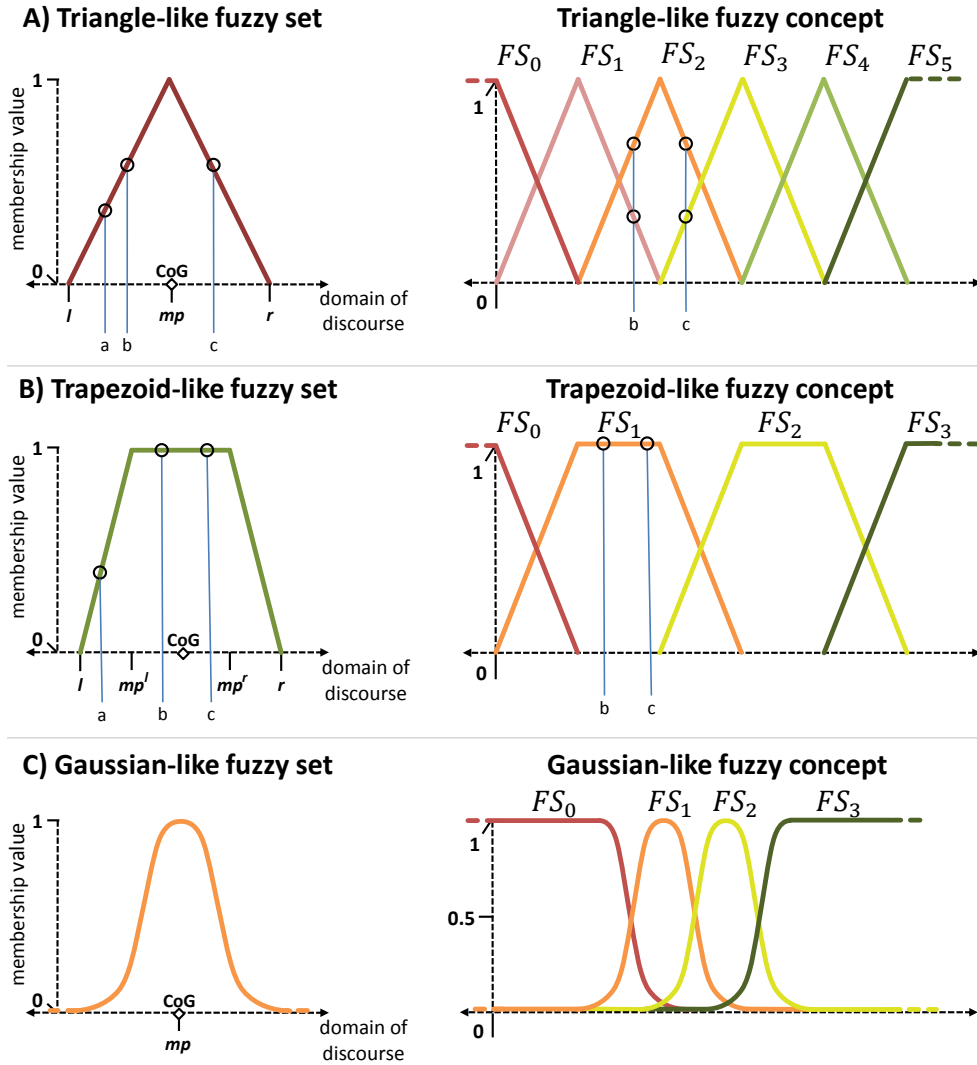 A) Triangle-like fuzzy set
membership value
1
0
CoG
l
mp
r
domain of
discourse
a
b
c
Triangle-like fuzzy concept
FS₀
FS₁
FS₂
FS₃
FS₄
FS₅
1
0
b
c
B) Trapezoid-like fuzzy set
membership value
1
0
CoG
l
mpˡ
mpʳ
r
domain of
discourse
a
b
c
Trapezoid-like fuzzy concept
FS₀
FS₁
FS₂
FS₃
1
0
b
c
C) Gaussian-like fuzzy set
membership value
1
0
CoG
mp
domain of
discourse
Gaussian-like fuzzy concept
FS₀
FS₁
FS₂
FS₃
1
0.5
0